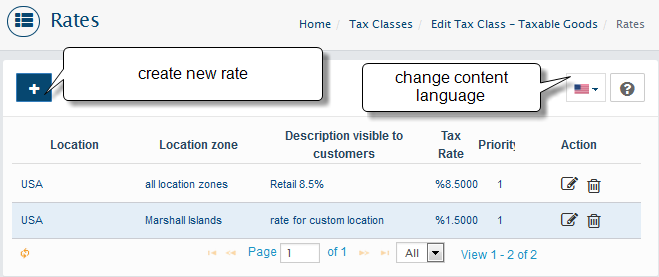 Rates
Home / Tax Classes / Edit Tax Class - Taxable Goods / Rates
+ create new rate
change content
language
?
Location Location zone Description visible to customers Tax Rate Priority Action
USA all location zones Retail 8.5% %8.5000 1
USA Marshall Islands rate for custom location %1.5000 1
Page 1 of 1 All View 1 - 2 of 2